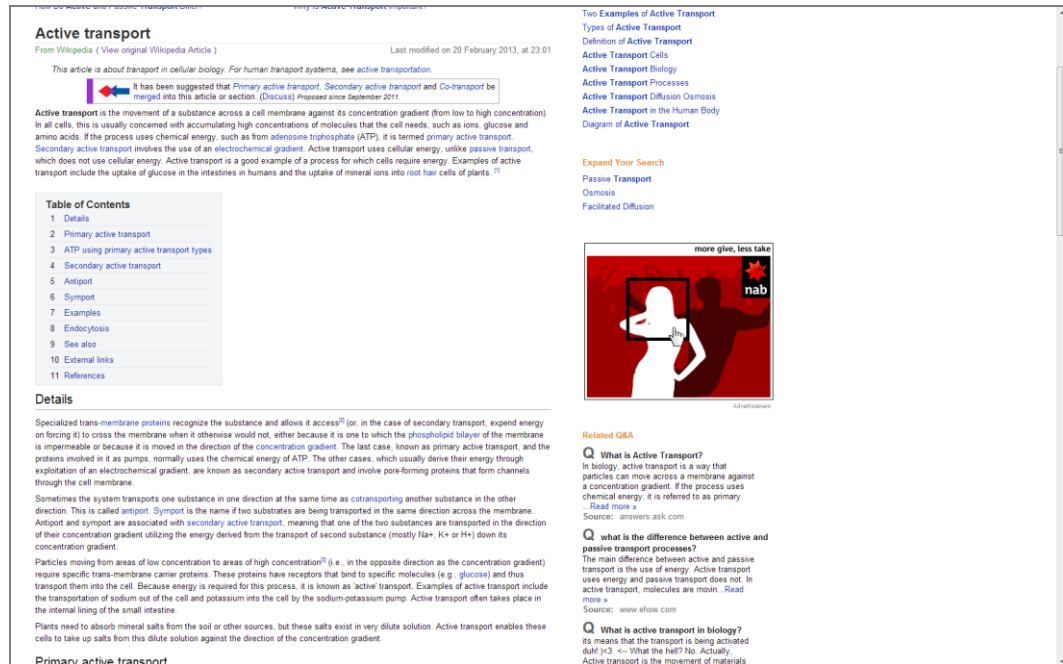 How Do Active and Passive Transport Differ?
Why Is Active Transport Important?
Active transport
From Wikipedia ( View original Wikipedia Article )
Last modified on 20 February 2013, at 23:01
This article is about transport in cellular biology. For human transport systems, see active transportation.
It has been suggested that Primary active transport, Secondary active transport and Co-transport be
merged into this article or section. (Discuss) Proposed since September 2011.
Active transport is the movement of a substance across a cell membrane against its concentration gradient (from low to high concentration).
In all cells, this is usually concerned with accumulating high concentrations of molecules that the cell needs, such as ions, glucose and
amino acids. If the process uses chemical energy, such as from adenosine triphosphate (ATP), it is termed primary active transport.
Secondary active transport involves the use of an electrochemical gradient. Active transport uses cellular energy, unlike passive transport,
which does not use cellular energy. Active transport is a good example of a process for which cells require energy. Examples of active
transport include the uptake of glucose in the intestines in humans and the uptake of mineral ions into root hair cells of plants. [1]
Table of Contents
1 Details
2 Primary active transport
3 ATP using primary active transport types
4 Secondary active transport
5 Antiport
6 Symport
7 Examples
8 Endocytosis
9 See also
10 External links
11 References
Details
Specialized trans-membrane proteins recognize the substance and allows it access[2] (or, in the case of secondary transport, expend energy
on forcing it) to cross the membrane when it otherwise would not, either because it is one to which the phospholipid bilayer of the membrane
is impermeable or because it is moved in the direction of the concentration gradient. The last case, known as primary active transport, and the
proteins involved in it as pumps, normally uses the chemical energy of ATP. The other cases, which usually derive their energy through
exploitation of an electrochemical gradient, are known as secondary active transport and involve pore-forming proteins that form channels
through the cell membrane.
Sometimes the system transports one substance in one direction at the same time as cotransporting another substance in the other
direction. This is called antiport. Symport is the name if two substrates are being transported in the same direction across the membrane.
Antiport and symport are associated with secondary active transport, meaning that one of the two substances are transported in the direction
of their concentration gradient utilizing the energy derived from the transport of second substance (mostly Na+, K+ or H+) down its
concentration gradient.
Particles moving from areas of low concentration to areas of high concentration[3] (i.e., in the opposite direction as the concentration gradient)
require specific trans-membrane carrier proteins. These proteins have receptors that bind to specific molecules (e.g., glucose) and thus
transport them into the cell. Because energy is required for this process, it is known as 'active' transport. Examples of active transport include
the transportation of sodium out of the cell and potassium into the cell by the sodium-potassium pump. Active transport often takes place in
the internal lining of the small intestine.
Plants need to absorb mineral salts from the soil or other sources, but these salts exist in very dilute solution. Active transport enables these
cells to take up salts from this dilute solution against the direction of the concentration gradient.
Primary active transport
Two Examples of Active Transport
Types of Active Transport
Definition of Active Transport
Active Transport Cells
Active Transport Biology
Active Transport Processes
Active Transport Diffusion Osmosis
Active Transport in the Human Body
Diagram of Active Transport
Expand Your Search
Passive Transport
Osmosis
Facilitated Diffusion
more give, less take
nab
Advertisement
Related Q&A
Q What is Active Transport?
In biology, active transport is a way that
particles can move across a membrane against
a concentration gradient. If the process uses
chemical energy, it is referred to as primary
...Read more »
Source: answers.ask.com
Q what is the difference between active and
passive transport processes?
The main difference between active and passive
transport is the use of energy. Active transport
uses energy and passive transport does not. In
active transport, molecules are movin...Read
more »
Source: www.ehow.com
Q What is active transport in biology?
its means that the transport is being activated
duh!:)<3. <-- What the hell? No. Actually,
Active transport is the movement of materials